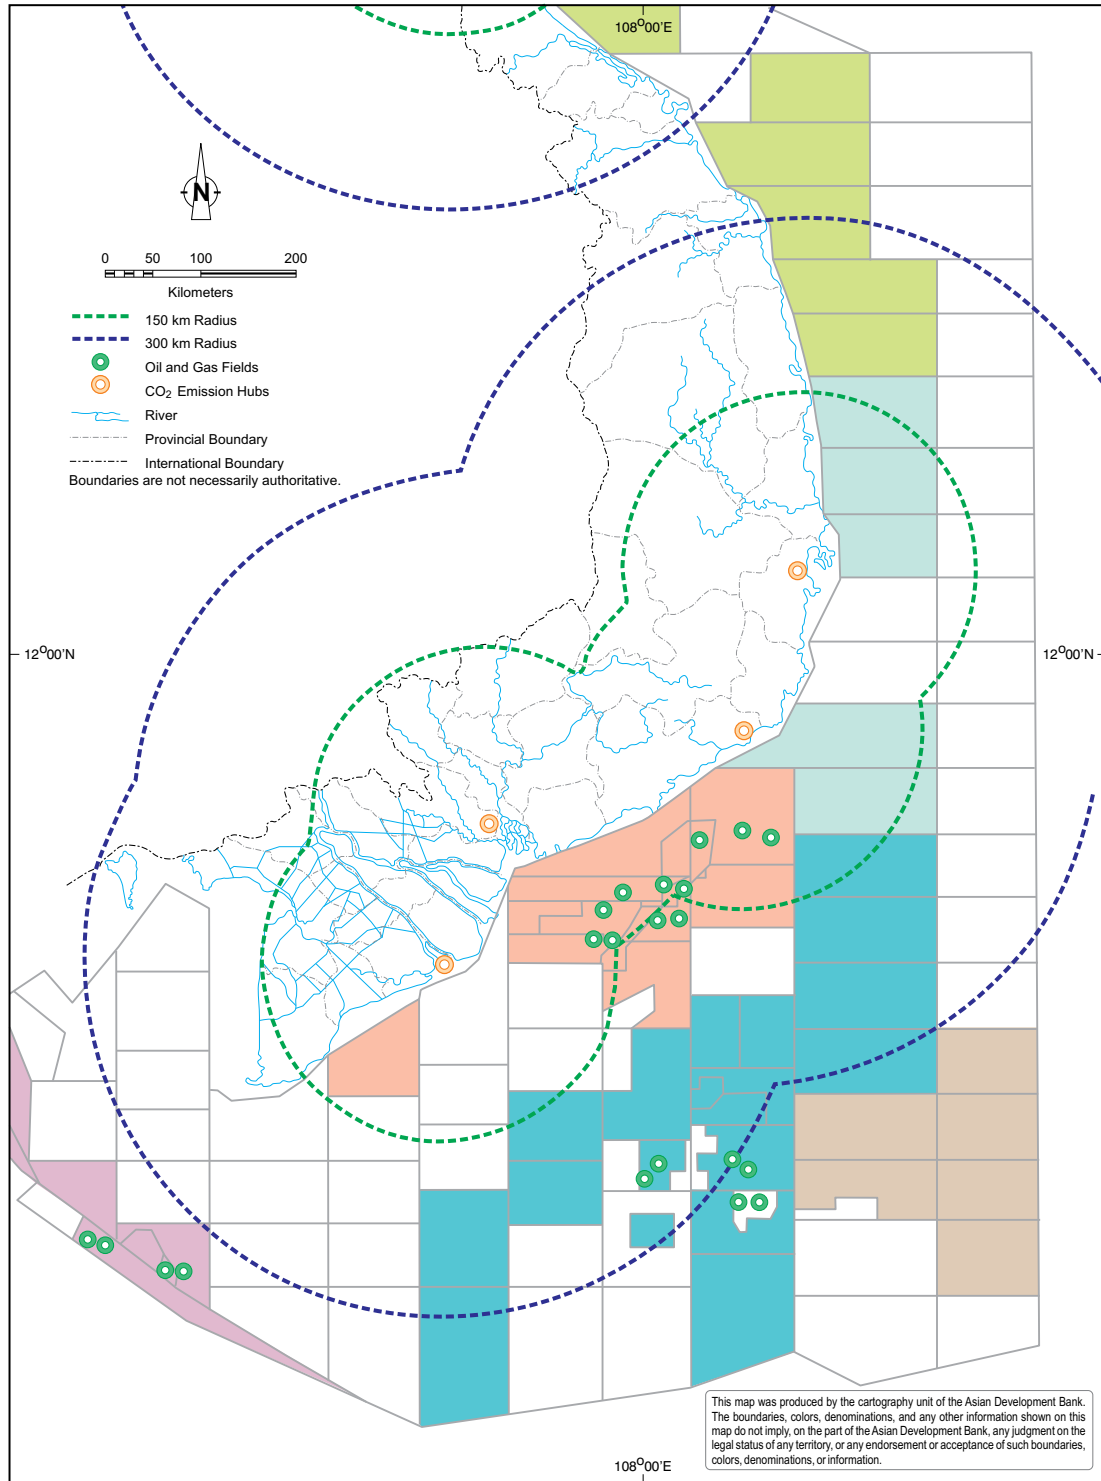 108°00'E
N
0 50 100 200
Kilometers
150 km Radius
300 km Radius
Oil and Gas Fields
CO2 Emission Hubs
River
Provincial Boundary
International Boundary
Boundaries are not necessarily authoritative.
12°00'N
12°00'N
This map was produced by the cartography unit of the Asian Development Bank.
The boundaries, colors, denominations, and any other information shown on this
map do not imply, on the part of the Asian Development Bank, any judgment on the
legal status of any territory, or any endorsement or acceptance of such boundaries,
colors, denominations, or information.
108°00'E